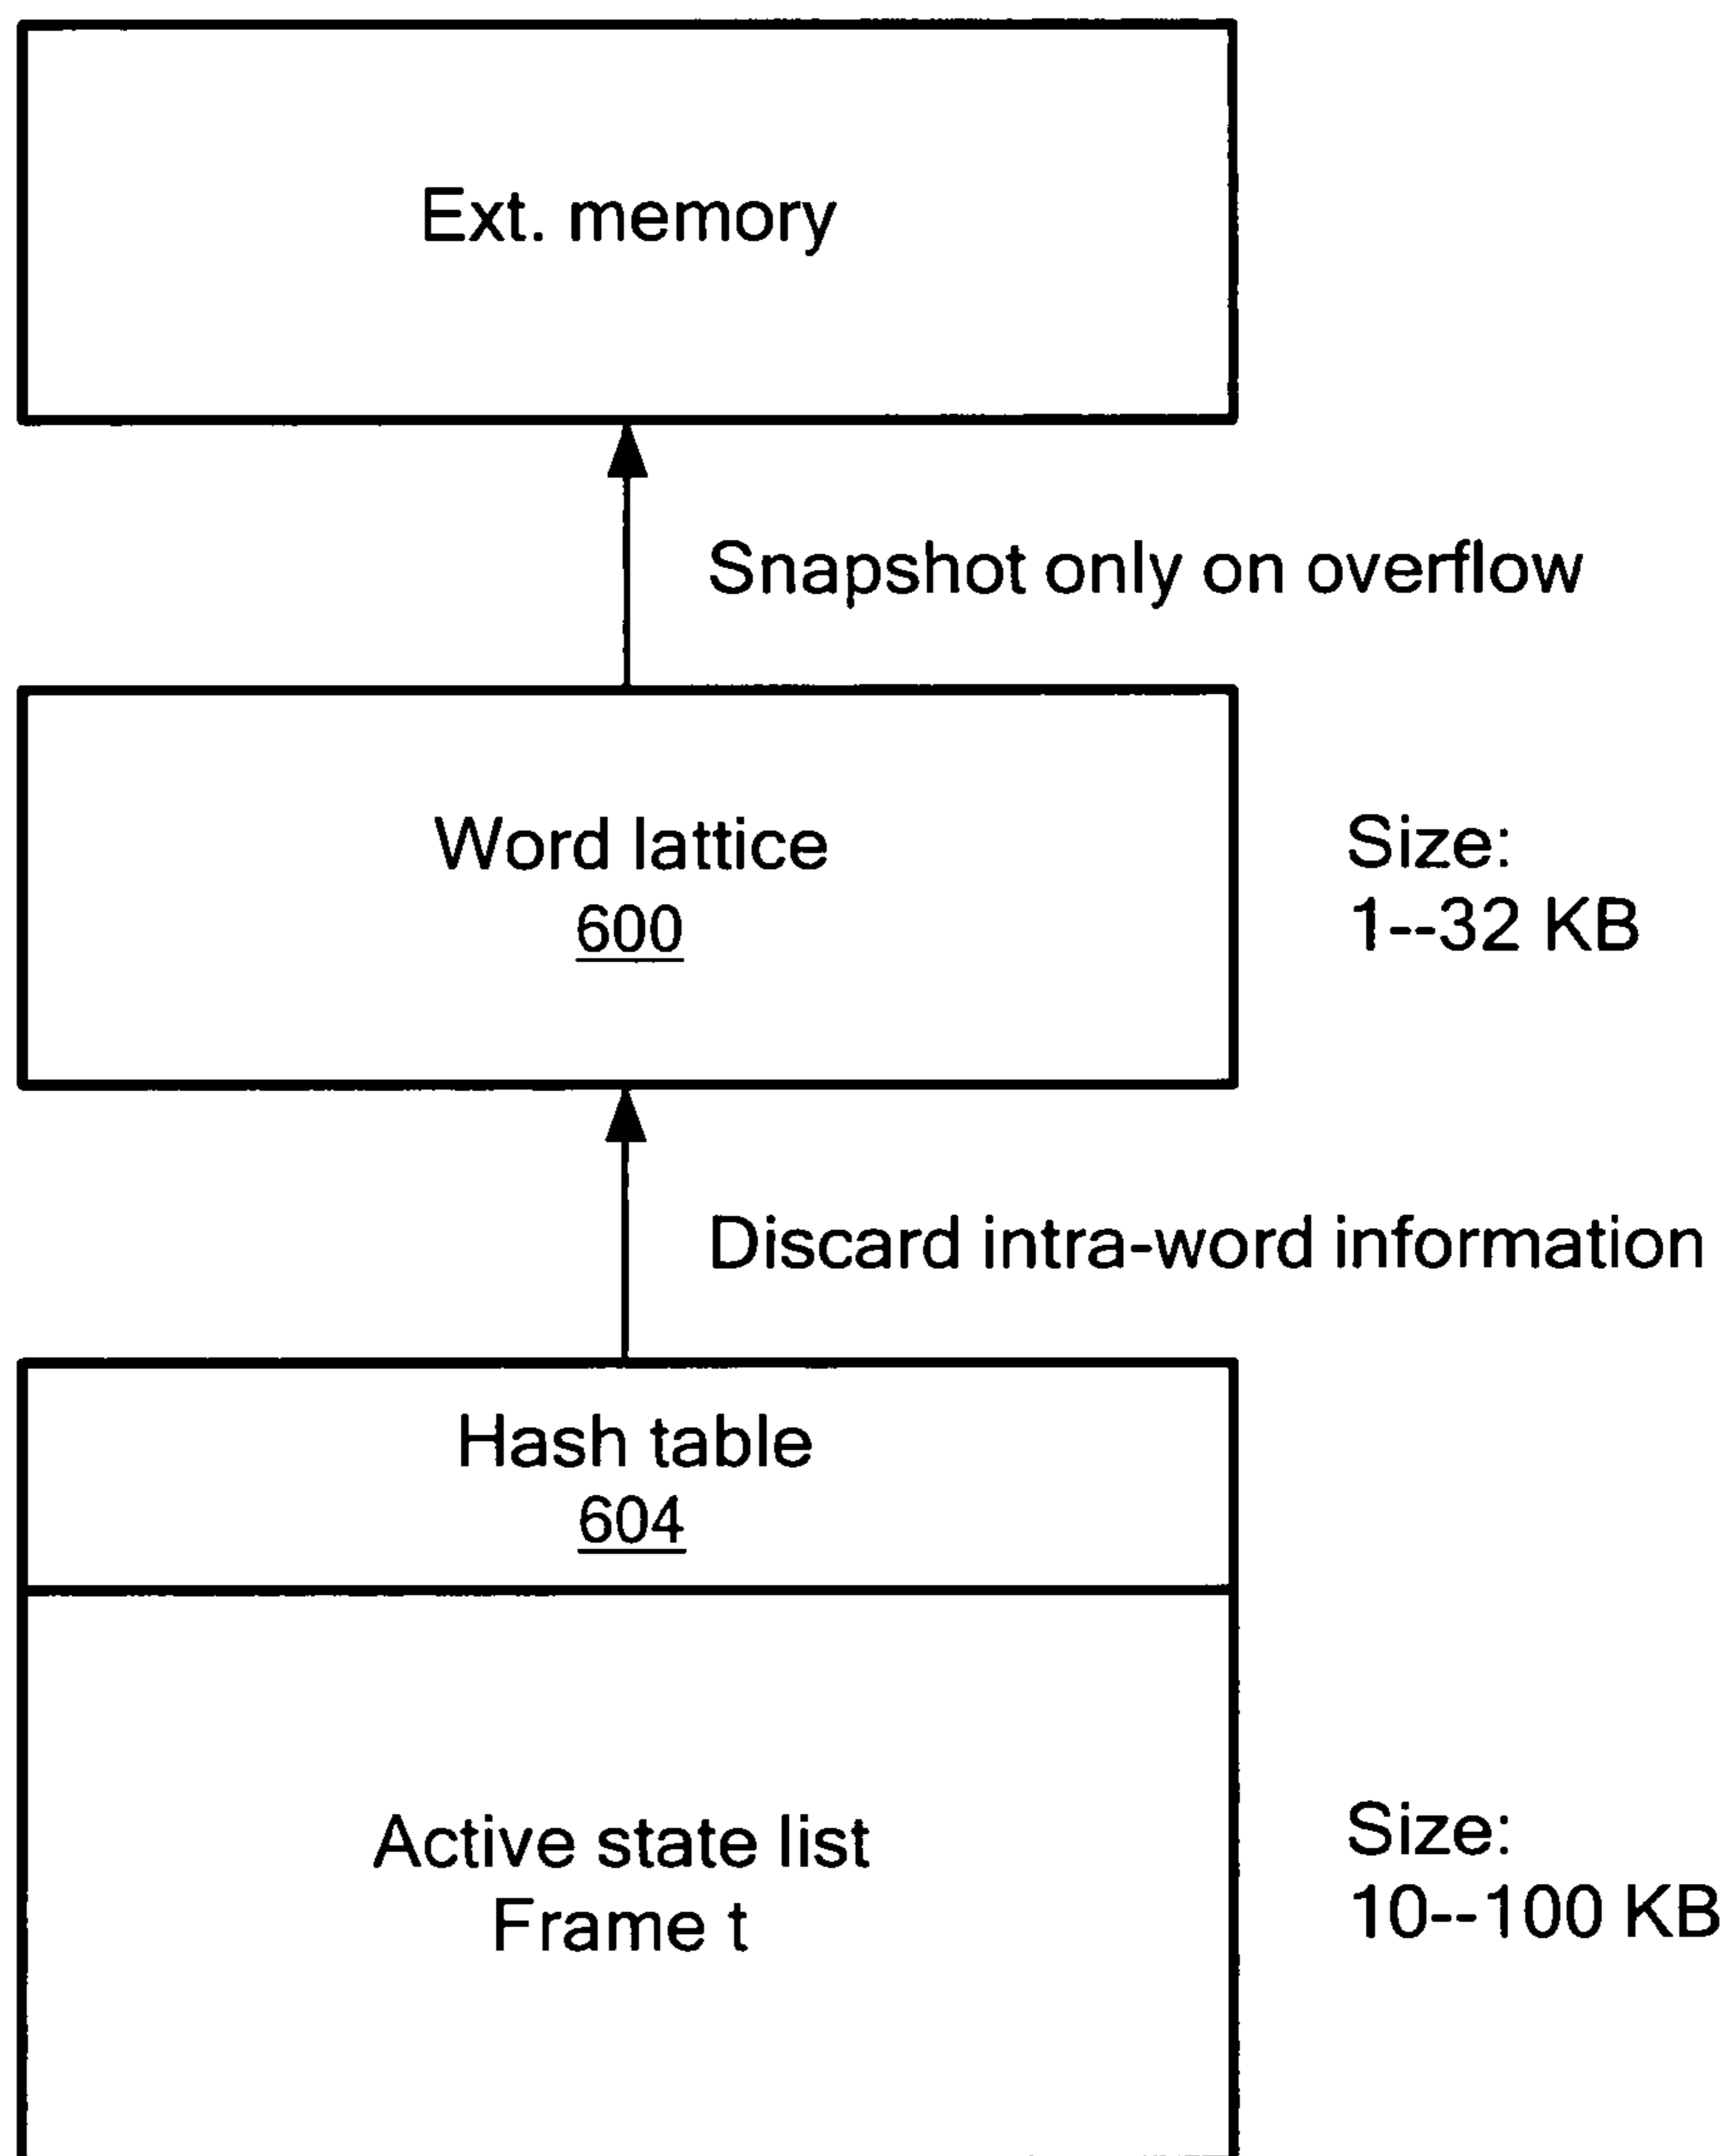 Ext. memory
Snapshot only on overflow
Word lattice
600
Size:
1--32 KB
Discard intra-word information
Hash table
604
Active state list
Frame t
Size:
10--100 KB